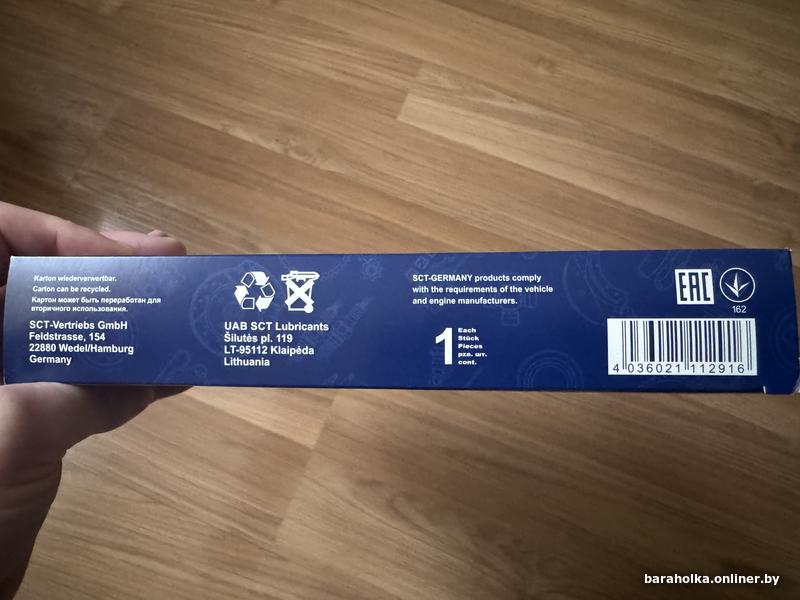 Karton wiederverwertbar.
Carton can be recycled.
Картон может быть переработан для
вторичного использования.
SCT-Vertriebs GmbH
Feldstrasse, 154
22880 Wedel/Hamburg
Germany
UAB SCT Lubricants
Šilutės pl. 119
LT-95112 Klaipėda
Lithuania
SCT-GERMANY products comply
with the requirements of the vehicle
and engine manufacturers.
1
Each
Stück
Pieces
pza. шт.
cont.
EAC
162
4 036021 112916
baraholka.onliner.by